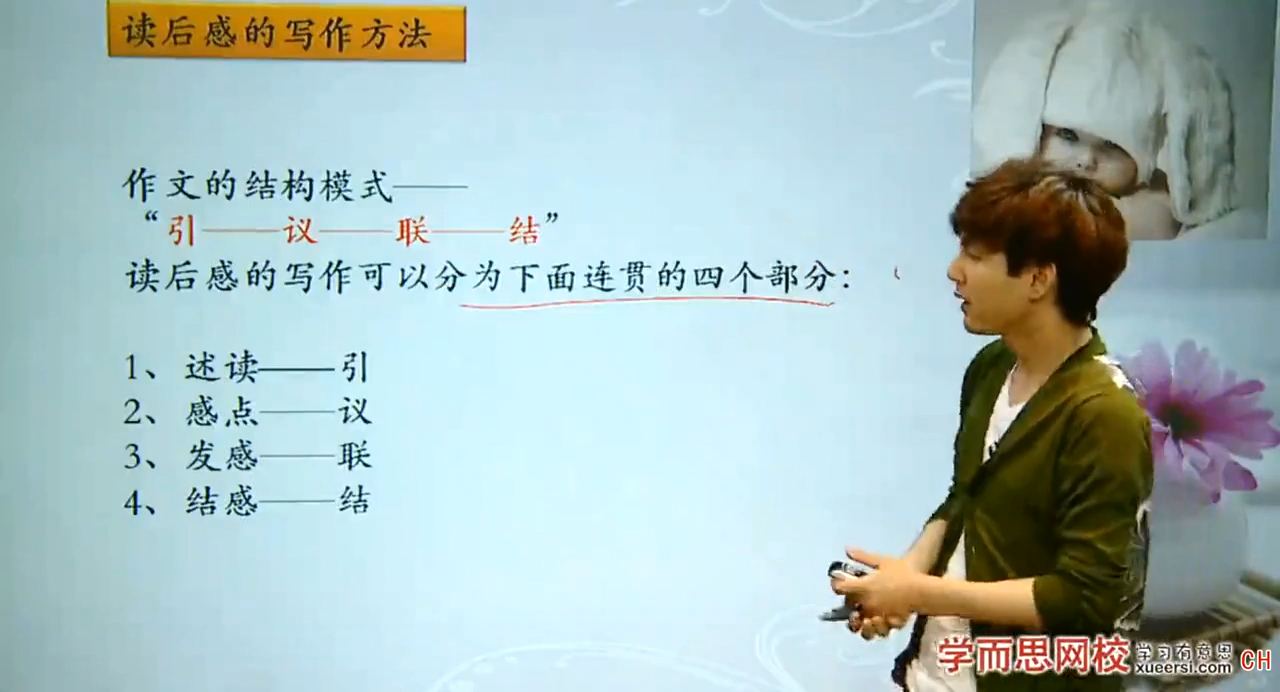 读后感的写作方法
作文的结构模式——
“引——议——联——结”
读后感的写作可以分为下面连贯的四个部分：
1、述读——引
2、感点——议
3、发感——联
4、结感——结
学而思网校
学习有意思
xueersi.com
CH